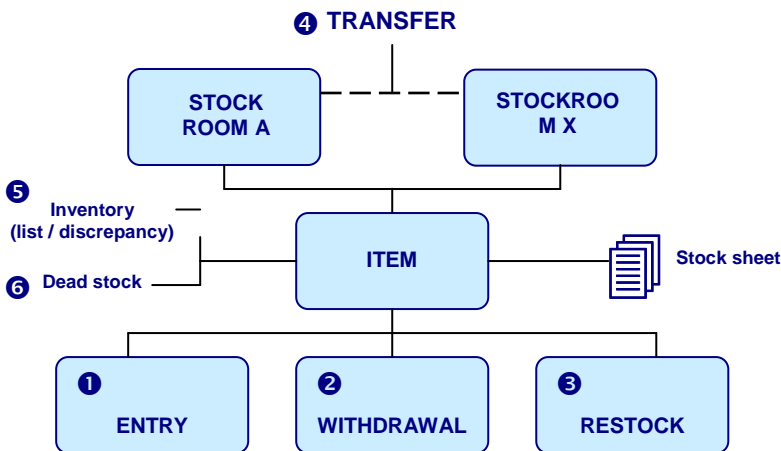 ❹ TRANSFER
STOCK
ROOM A
STOCKROO
M X
❺
Inventory
(list / discrepancy)
ITEM
Stock sheet
❻ Dead stock
❶
ENTRY
❷
WITHDRAWAL
❸
RESTOCK